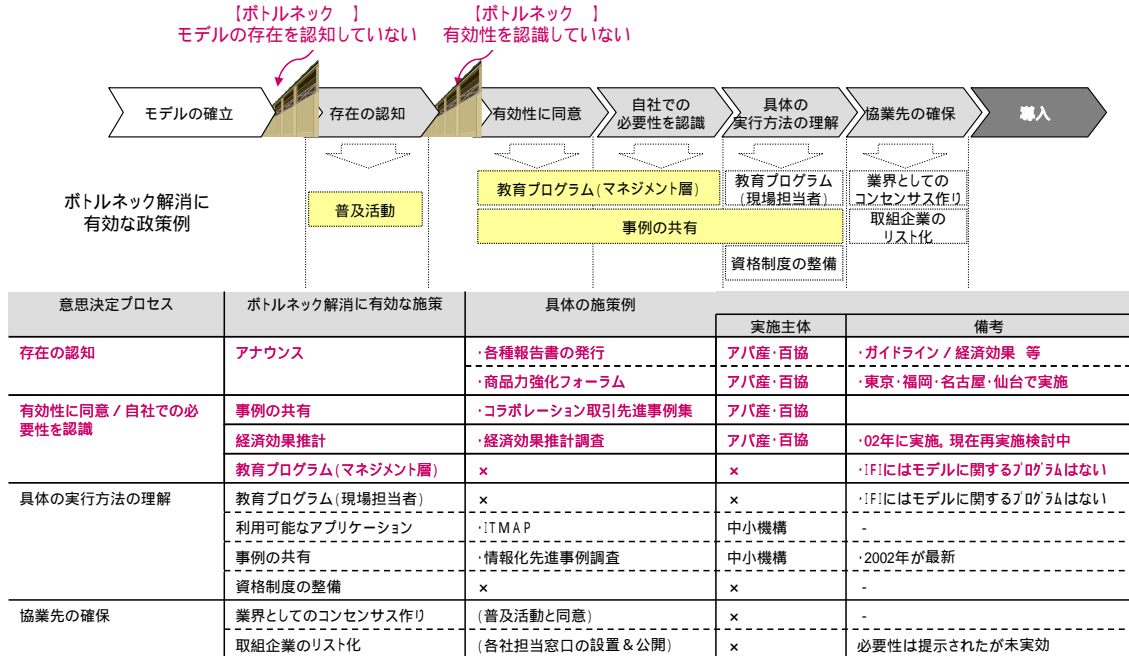 【ボトルネック　】
モデルの存在を認知していない
【ボトルネック　】
有効性を認識していない
モデルの確立
存在の認知
有効性に同意
自社での
必要性を認識
具体の
実行方法の理解
協業先の確保
導入
ボトルネック解消に
有効な政策例
普及活動
教育プログラム(マネジメント層)
教育プログラム
(現場担当者)
業界としての
コンセンサス作り
事例の共有
取組企業の
リスト化
資格制度の整備
意思決定プロセス
ボトルネック解消に有効な施策
具体の施策例
実施主体
備考
存在の認知
アナウンス
・各種報告書の発行
アパ産・百協
・ガイドライン / 経済効果 等
・商品力強化フォーラム
アパ産・百協
・東京・福岡・名古屋・仙台で実施
有効性に同意 / 自社での必
要性を認識
事例の共有
・コラボレーション取引先進事例集
アパ産・百協
経済効果推計
・経済効果推計調査
アパ産・百協
・02年に実施。現在再実施検討中
教育プログラム(マネジメント層)
×
×
・IFIにはモデルに関するプログラムはない
具体の実行方法の理解
教育プログラム(現場担当者)
×
×
・IFIにはモデルに関するプログラムはない
利用可能なアプリケーション
・ITMAP
中小機構
-
事例の共有
・情報化先進事例調査
中小機構
・2002年が最新
資格制度の整備
×
×
-
協業先の確保
業界としてのコンセンサス作り
(普及活動と同意)
×
-
取組企業のリスト化
(各社担当窓口の設置＆公開)
×
必要性は提示されたが未実効